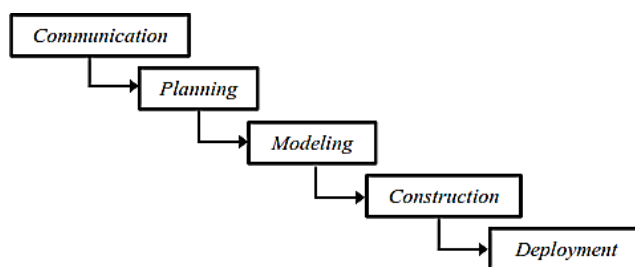 Communication
Planning
Modeling
Construction
Deployment